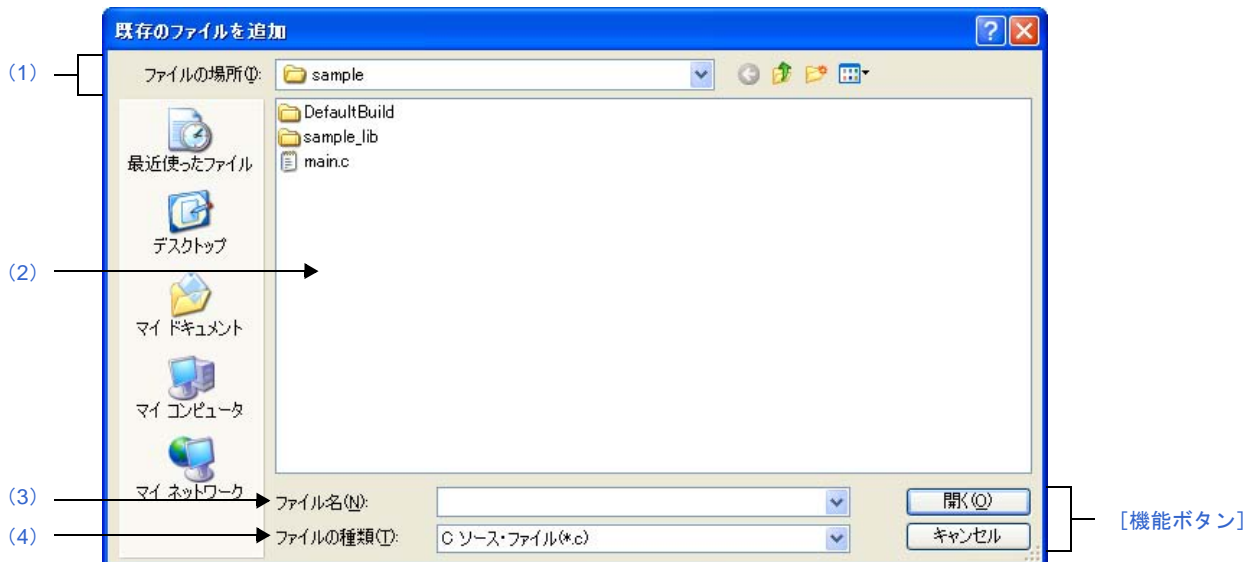 既存のファイルを追加
(1)
ファイルの場所(I):
sample
DefaultBuild
sample_lib
main.c
最近使ったファイル
デスクトップ
(2)
マイ ドキュメント
マイ コンピュータ
マイ ネットワーク
(3)
ファイル名(N):
開く(O)
[機能ボタン]
(4)
ファイルの種類(T):
C ソース・ファイル(*.c)
キャンセル